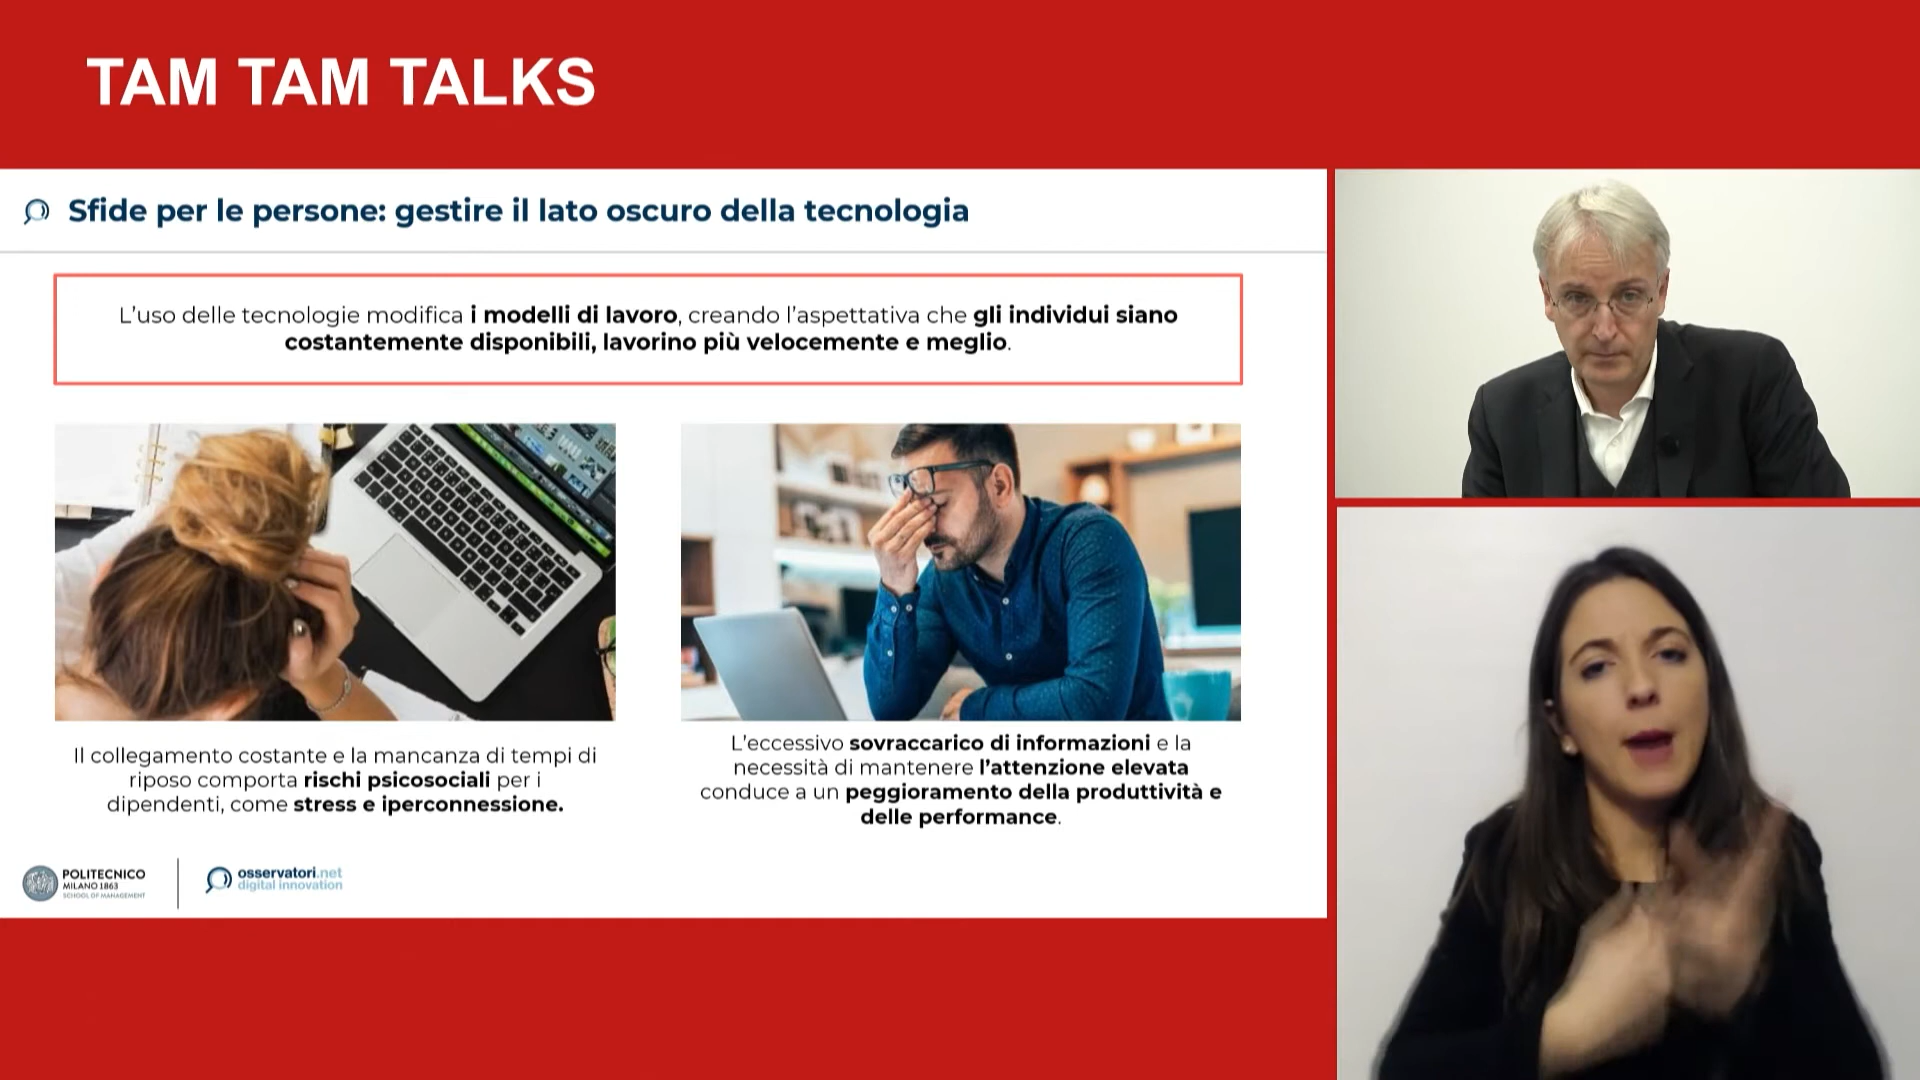 TAM TAM TALKS
Sfide per le persone: gestire il lato oscuro della tecnologia
L'uso delle tecnologie modifica i modelli di lavoro, creando l'aspettativa che gli individui siano
costantemente disponibili, lavorino più velocemente e meglio.
Il collegamento costante e la mancanza di tempi di
riposo comporta rischi psicosociali per i
dipendenti, come stress e iperconnessione.
L'eccessivo sovraccarico di informazioni e la
necessità di mantenere l'attenzione elevata
conduce a un peggioramento della produttività e
delle performance.
POLITECNICO
MILANO 1863
SCHOOL OF MANAGEMENT
osservatori.net
digital innovation